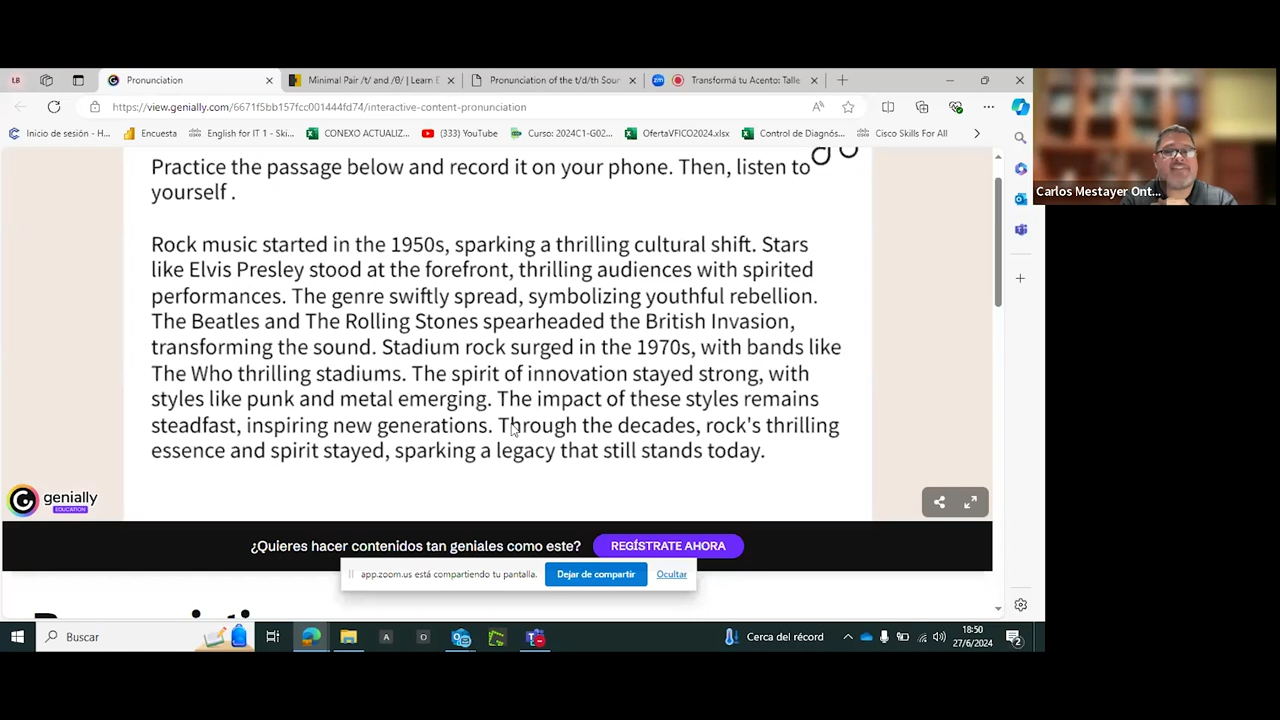 LB
Pronunciation
Minimal Pair /t/ and /θ/ | Learn E
Pronunciation of the t/d/th Soun
zm
Transformá tu Acento: Talle
https://view.genially.com/6671f5bb157fcc001444fd74/interactive-content-pronunciation
Inicio de sesión - H...
Encuesta
English for IT 1 - Ski...
CONEXO ACTUALIZ...
(333) YouTube
Curso: 2024C1-G02...
OfertaVFICO2024.xlsx
Control de Diagnós...
Cisco Skills For All
Carlos Mestayer Ont...
Practice the passage below and record it on your phone. Then, listen to
yourself .
Rock music started in the 1950s, sparking a thrilling cultural shift. Stars
like Elvis Presley stood at the forefront, thrilling audiences with spirited
performances. The genre swiftly spread, symbolizing youthful rebellion.
The Beatles and The Rolling Stones spearheaded the British Invasion,
transforming the sound. Stadium rock surged in the 1970s, with bands like
The Who thrilling stadiums. The spirit of innovation stayed strong, with
styles like punk and metal emerging. The impact of these styles remains
steadfast, inspiring new generations. Through the decades, rock's thrilling
essence and spirit stayed, sparking a legacy that still stands today.
genially
EDUCATION
¿Quieres hacer contenidos tan geniales como este?
REGÍSTRATE AHORA
app.zoom.us está compartiendo tu pantalla.
Dejar de compartir
Ocultar
Buscar
A
O
Cerca del récord
18:50
27/6/2024
2